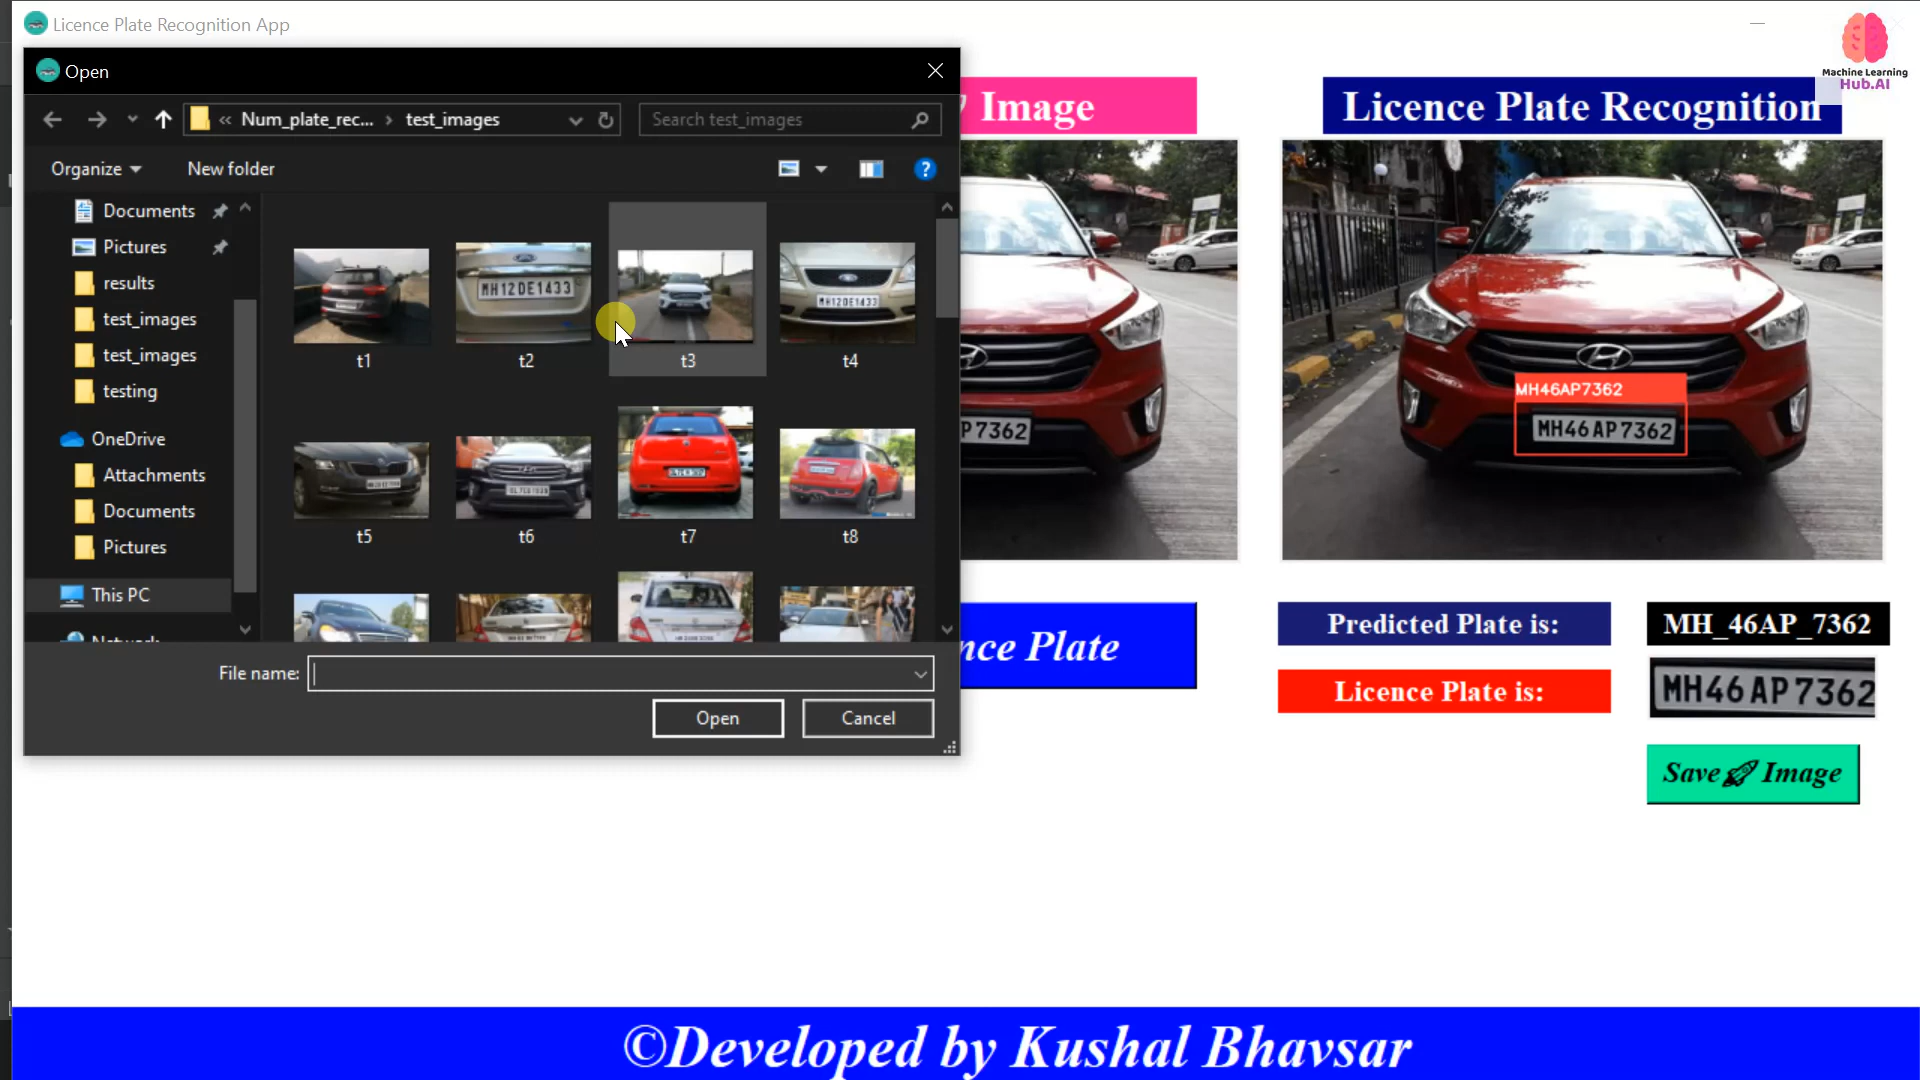 Licence Plate Recognition App
Machine Learning
Hub.AI
Open
« Num_plate_rec... › test_images
Search test_images
Organize
New folder
Documents
Pictures
results
test_images
test_images
testing
OneDrive
Attachments
Documents
Pictures
This PC
Network
MH12DE1433
MH12DE1433
t1
t2
t3
t4
t5
t6
t7
t8
File name:
Open
Cancel
Image
P7362
nce Plate
Licence Plate Recognition
MH46AP7362
MH46AP7362
Predicted Plate is:
MH_46AP_7362
Licence Plate is:
MH46AP7362
Save Image
©Developed by Kushal Bhavsar